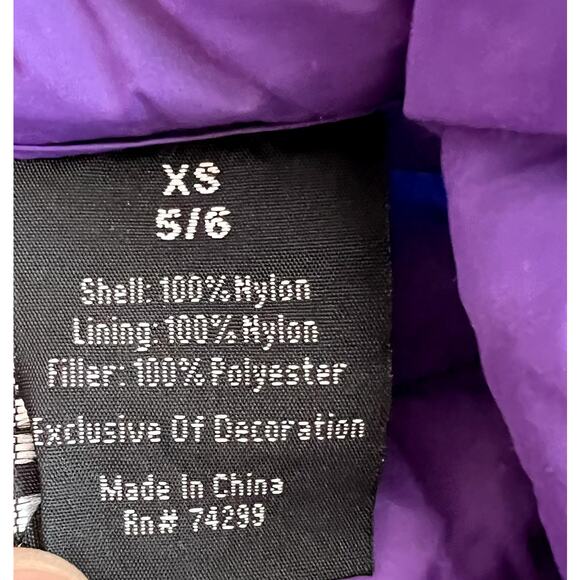 XS
5/6
Shell: 100% Nylon
Lining: 100% Nylon
Filler: 100% Polyester
Exclusive Of Decoration
Made In China
Rn# 74299